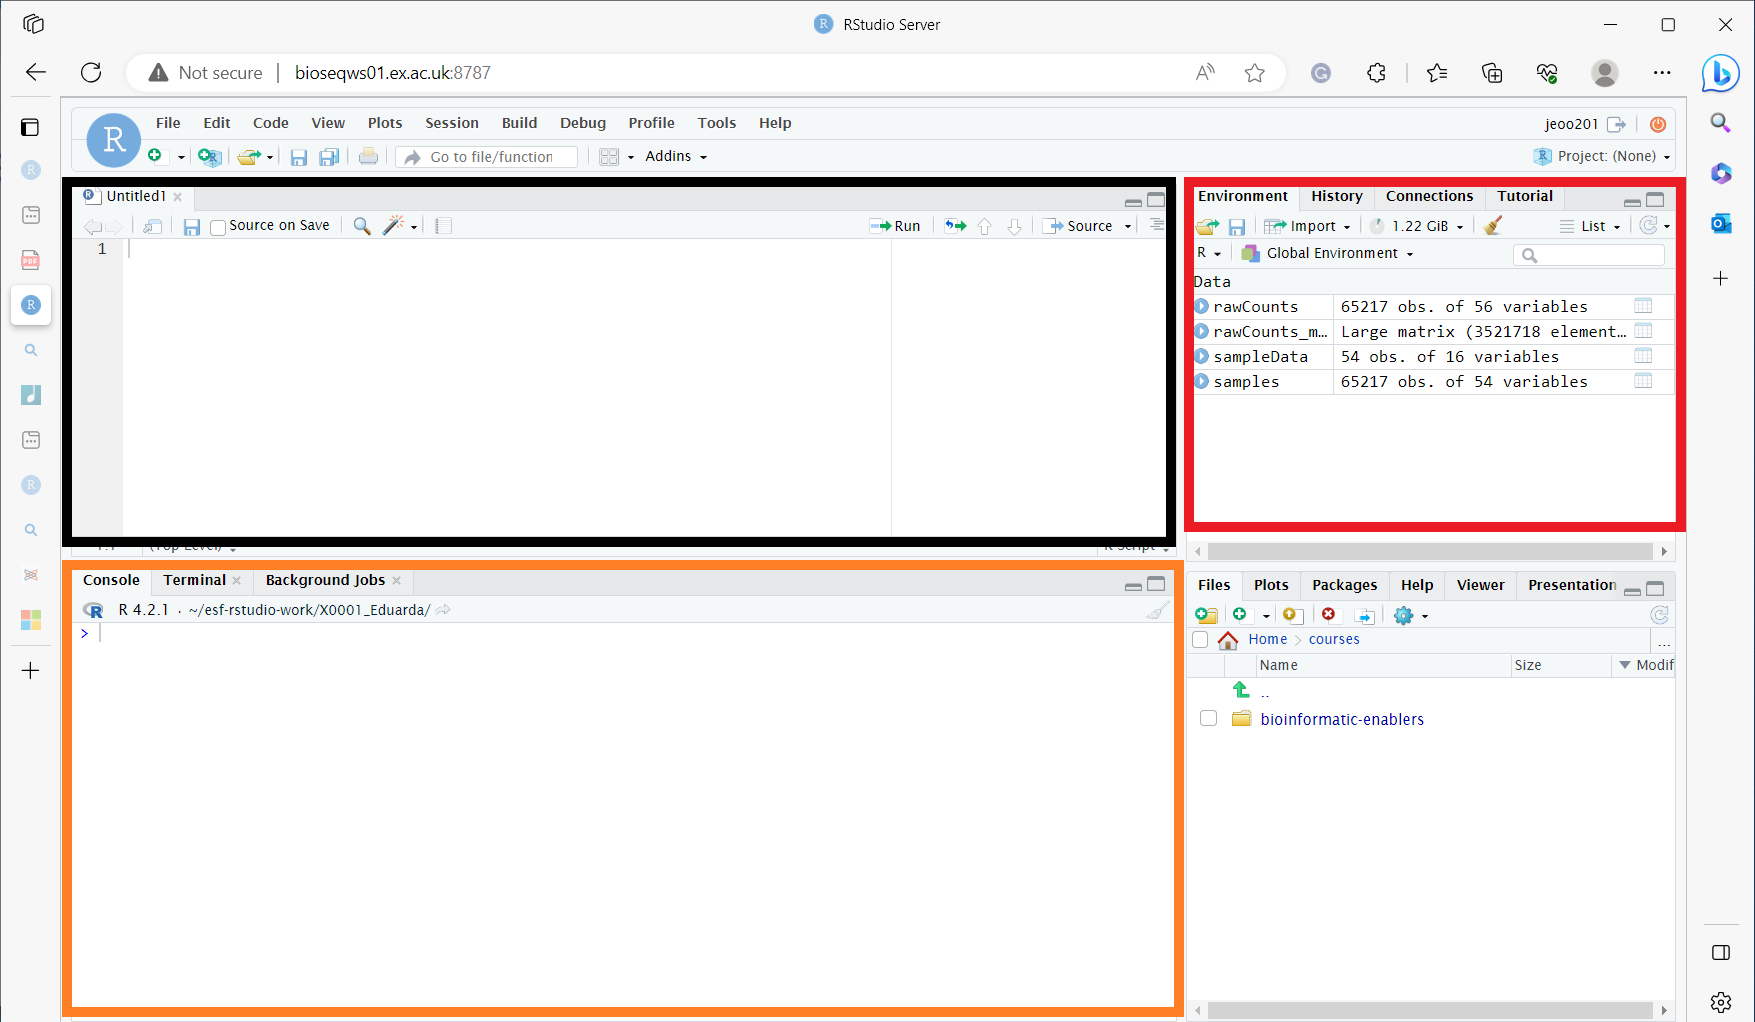 RStudio Server
Not secure | bioseqws01.ex.ac.uk:8787
File Edit Code View Plots Session Build Debug Profile Tools Help
jeoo201
Go to file/function
Addins
Project: (None)
Untitled1
Source on Save
Run
Source
1
(Top Level)
R Script
Environment History Connections Tutorial
Import
1.22 GiB
List
R
Global Environment
Data
rawCounts 65217 obs. of 56 variables
rawCounts_m… Large matrix (3521718 element…
sampleData 54 obs. of 16 variables
samples 65217 obs. of 54 variables
Console Terminal Background Jobs
R 4.2.1 · ~/esf-rstudio-work/X0001_Eduarda/
>
Files Plots Packages Help Viewer Presentation
Home > courses
...
Name Size Modif
..
bioinformatic-enablers